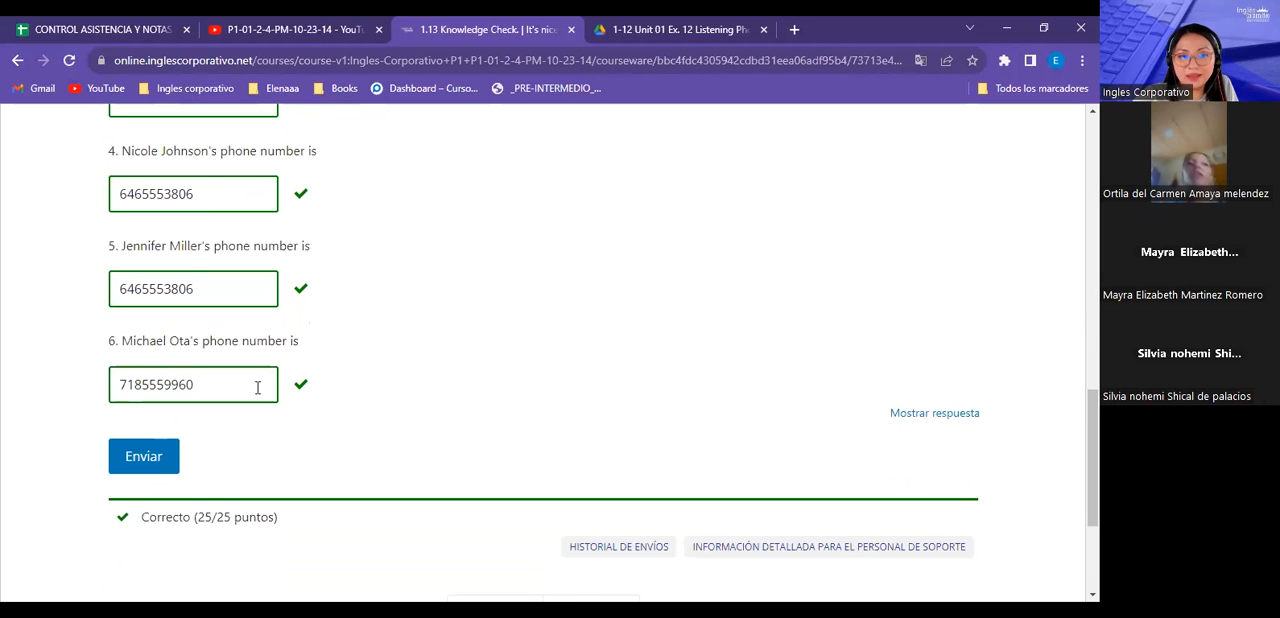 CONTROL ASISTENCIA Y NOTAS
P1-01-2-4-PM-10-23-14 - YouTu
1.13 Knowledge Check. | It's nice
1-12 Unit 01 Ex. 12 Listening Pho
online.inglescorporativo.net/courses/course-v1:Ingles-Corporativo+P1+P1-01-2-4-PM-10-23-14/courseware/bbc4fdc4305942cdbd31eea06adf95b4/73713e4...
E
Gmail
YouTube
Ingles corporativo
Elenaaa
Books
Dashboard – Curso...
_PRE-INTERMEDIO_...
Todos los marcadores
4. Nicole Johnson's phone number is
6465553806
5. Jennifer Miller's phone number is
6465553806
6. Michael Ota's phone number is
7185559960
Mostrar respuesta
Enviar
Correcto (25/25 puntos)
HISTORIAL DE ENVÍOS
INFORMACIÓN DETALLADA PARA EL PERSONAL DE SOPORTE
Ingles
Ingles Corporativo
Ortila del Carmen Amaya melendez
Mayra Elizabeth...
Mayra Elizabeth Martinez Romero
Silvia nohemi Shi...
Silvia nohemi Shical de palacios